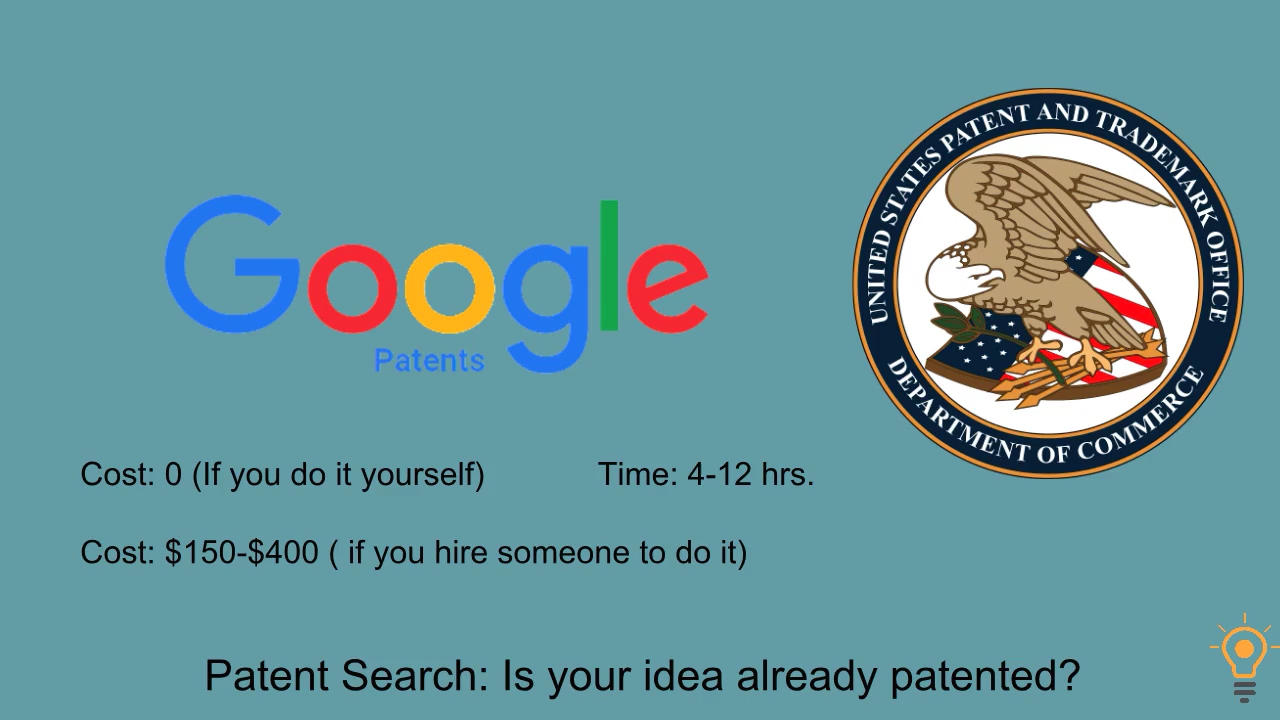 Google
Patents
UNITED STATES PATENT AND TRADEMARK OFFICE
DEPARTMENT OF COMMERCE
Cost: 0 (If you do it yourself)
Time: 4-12 hrs.
Cost: $150-$400 ( if you hire someone to do it)
Patent Search: Is your idea already patented?